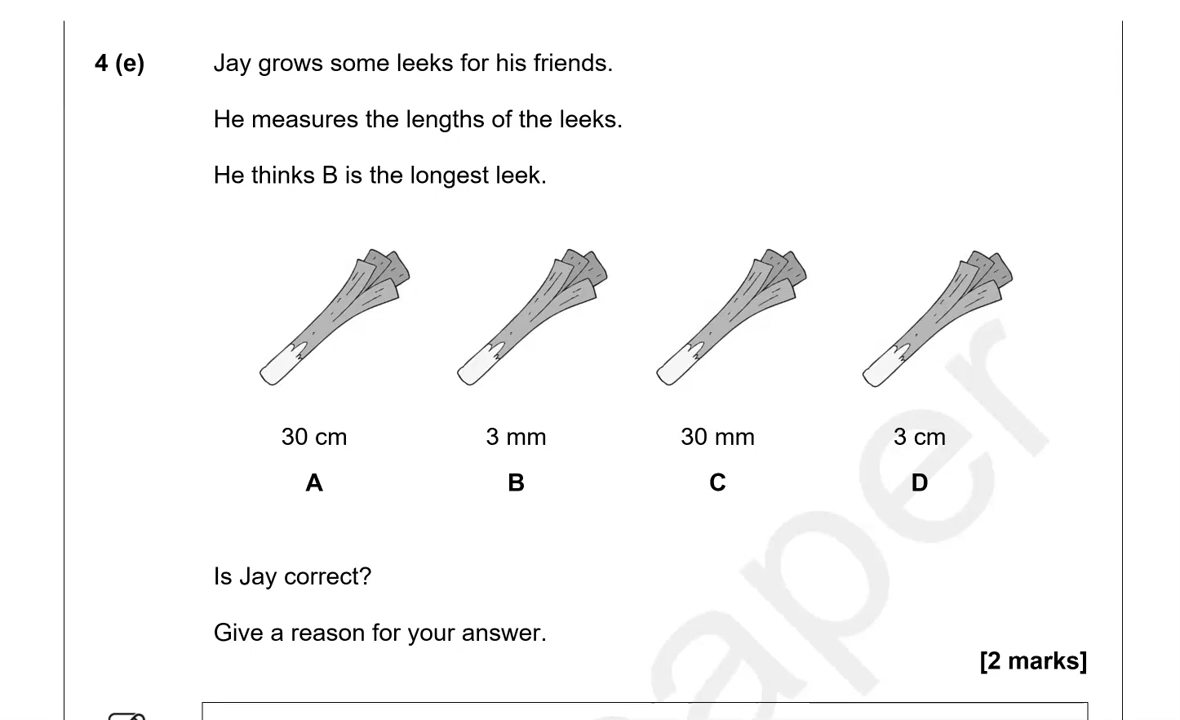 4 (e) Jay grows some leeks for his friends.
He measures the lengths of the leeks.
He thinks B is the longest leek.
30 cm 3 mm 30 mm 3 cm
A B C D
Is Jay correct?
Give a reason for your answer.
[2 marks]
aper